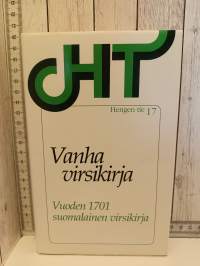 HT
Hengen tie 17
Vanha
virsikirja
Vuoden 1701
suomalainen virsikirja